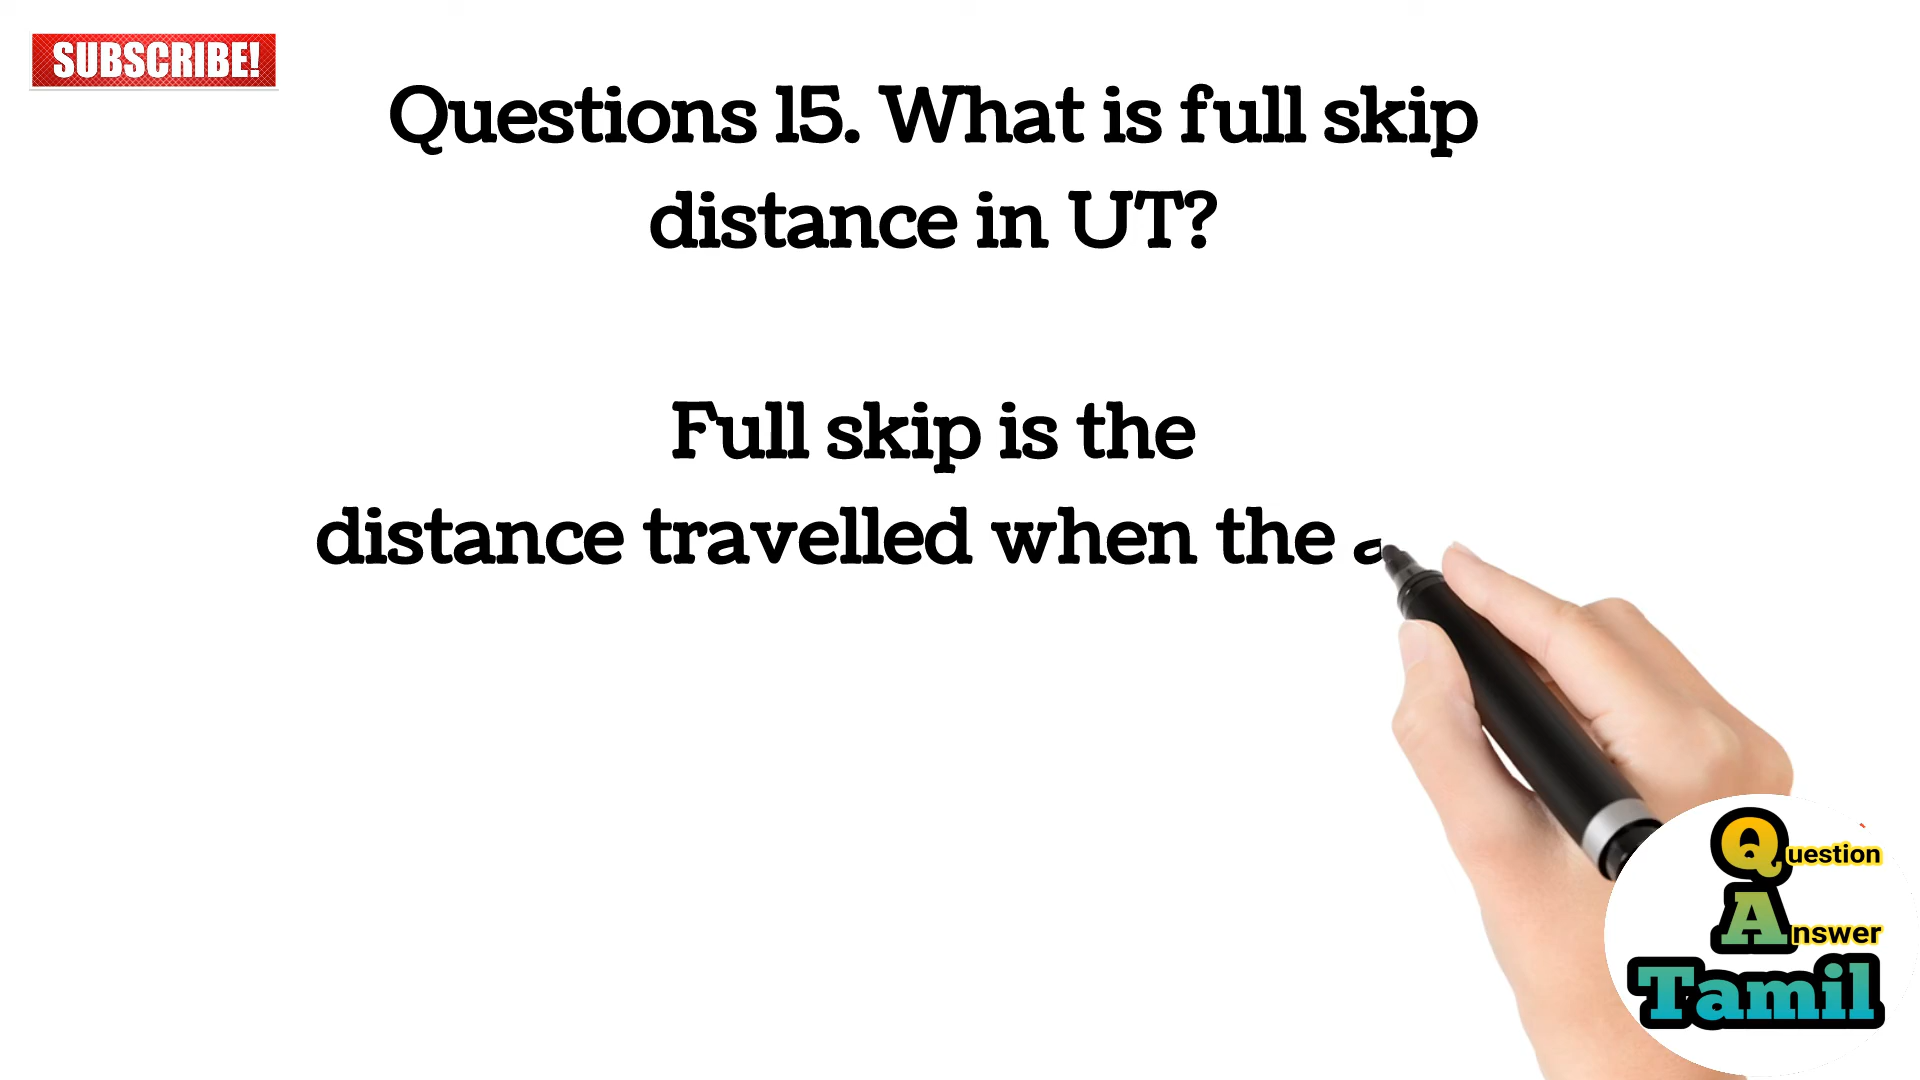 SUBSCRIBE!
Questions 15. What is full skip
distance in UT?
Full skip is the
distance travelled when the
Question
Answer
Tamil